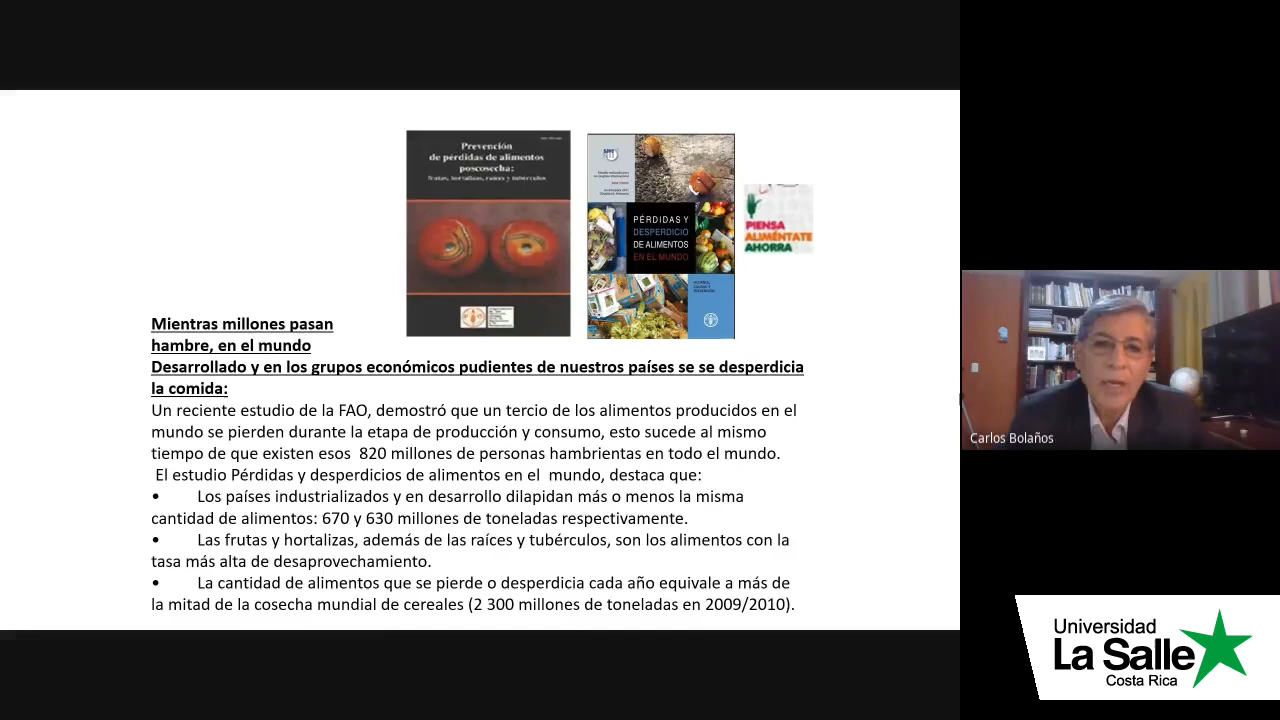 Prevención
de pérdidas de alimentos
poscosecha:
frutas, hortalizas, raíces y tubérculos
PÉRDIDAS Y
DESPERDICIO
DE ALIMENTOS
EN EL MUNDO
PIENSA
ALIMÉNTATE
AHORRA
Mientras millones pasan
hambre, en el mundo
Desarrollado y en los grupos económicos pudientes de nuestros países se se desperdicia
la comida:
Un reciente estudio de la FAO, demostró que un tercio de los alimentos producidos en el
mundo se pierden durante la etapa de producción y consumo, esto sucede al mismo
tiempo de que existen esos 820 millones de personas hambrientas en todo el mundo.
El estudio Pérdidas y desperdicios de alimentos en el mundo, destaca que:
• Los países industrializados y en desarrollo dilapidan más o menos la misma
cantidad de alimentos: 670 y 630 millones de toneladas respectivamente.
• Las frutas y hortalizas, además de las raíces y tubérculos, son los alimentos con la
tasa más alta de desaprovechamiento.
• La cantidad de alimentos que se pierde o desperdicia cada año equivale a más de
la mitad de la cosecha mundial de cereales (2 300 millones de toneladas en 2009/2010).
Carlos Bolaños
Universidad
La Salle
Costa Rica